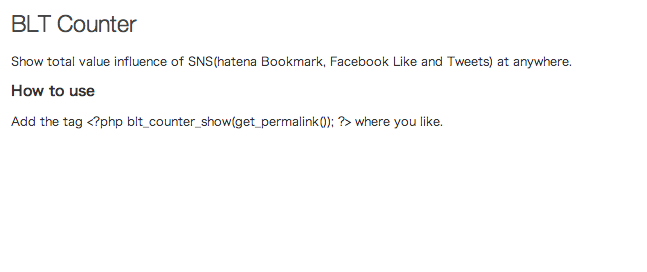 BLT Counter
Show total value influence of SNS(hatena Bookmark, Facebook Like and Tweets) at anywhere.
How to use
Add the tag <?php blt_counter_show(get_permalink()); ?> where you like.